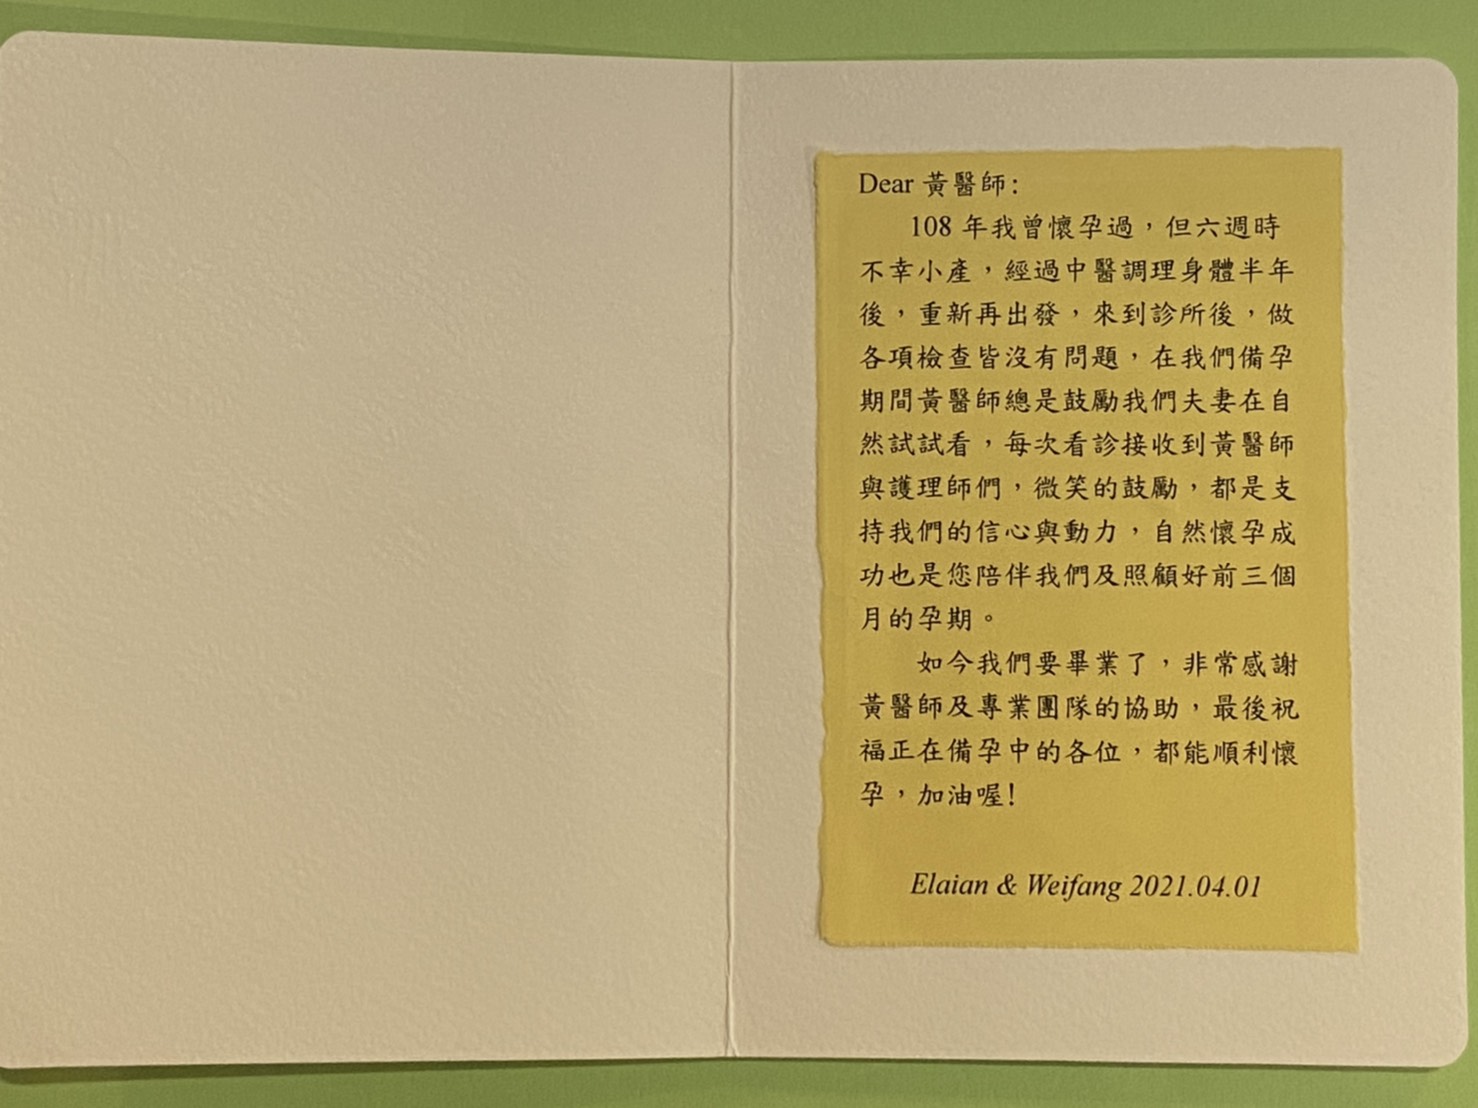 Dear 黃醫師:
108 年我曾懷孕過，但六週時
不幸小產，經過中醫調理身體半年
後，重新再出發，來到診所後，做
各項檢查皆沒有問題，在我們備孕
期間黃醫師總是鼓勵我們夫妻在自
然試試看，每次看診接收到黃醫師
與護理師們，微笑的鼓勵，都是支
持我們的信心與動力，自然懷孕成
功也是您陪伴我們及照顧好前三個
月的孕期。
如今我們要畢業了，非常感謝
黃醫師及專業團隊的協助，最後祝
福正在備孕中的各位，都能順利懷
孕，加油喔!
Elaian & Weifang 2021.04.01